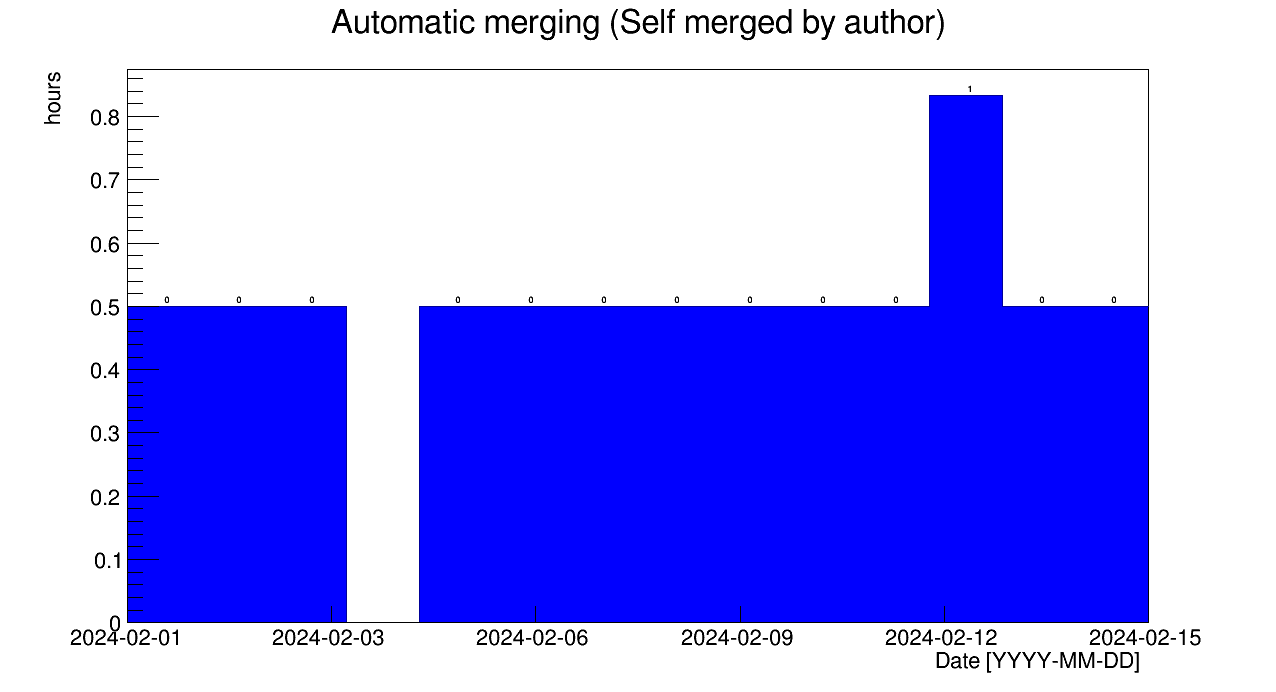 Automatic merging (Self merged by author)
hours
0.8
0.7
0.6
0.5
0.4
0.3
0.2
0.1
0
1
0 0 0 0 0 0 0 0 0 0 0 0
2024-02-01 2024-02-03 2024-02-06 2024-02-09 2024-02-12 2024-02-15
Date [YYYY-MM-DD]